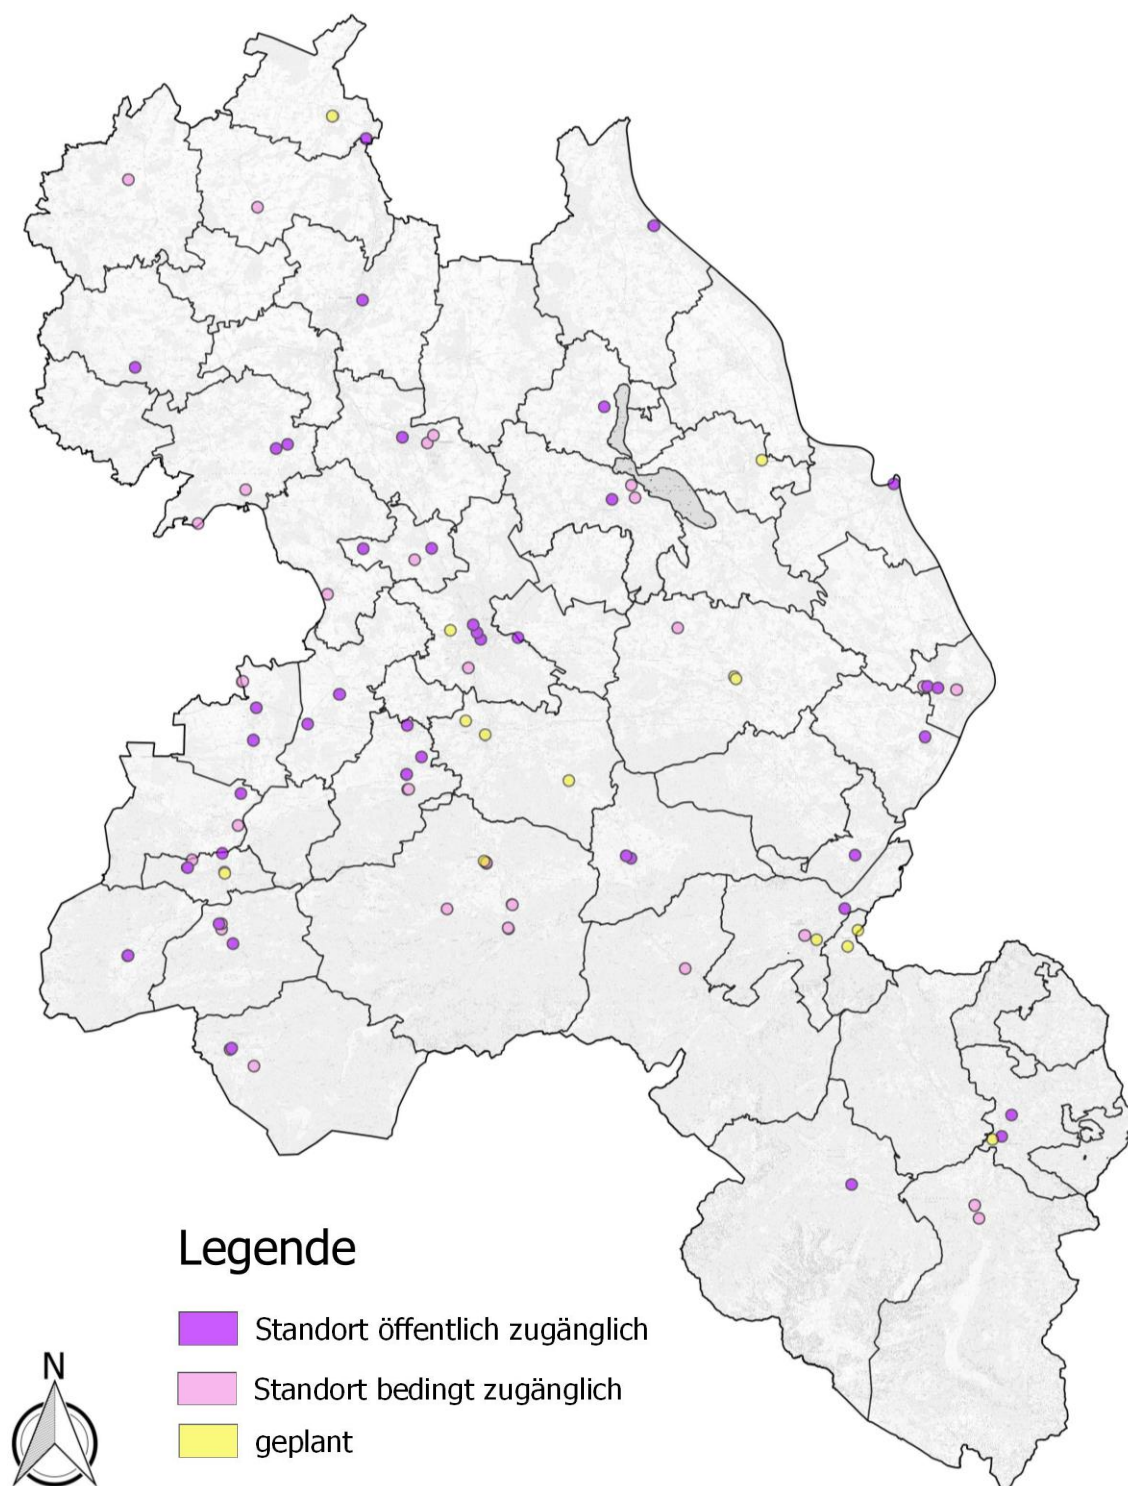 Legende
Standort öffentlich zugänglich
Standort bedingt zugänglich
geplant
N